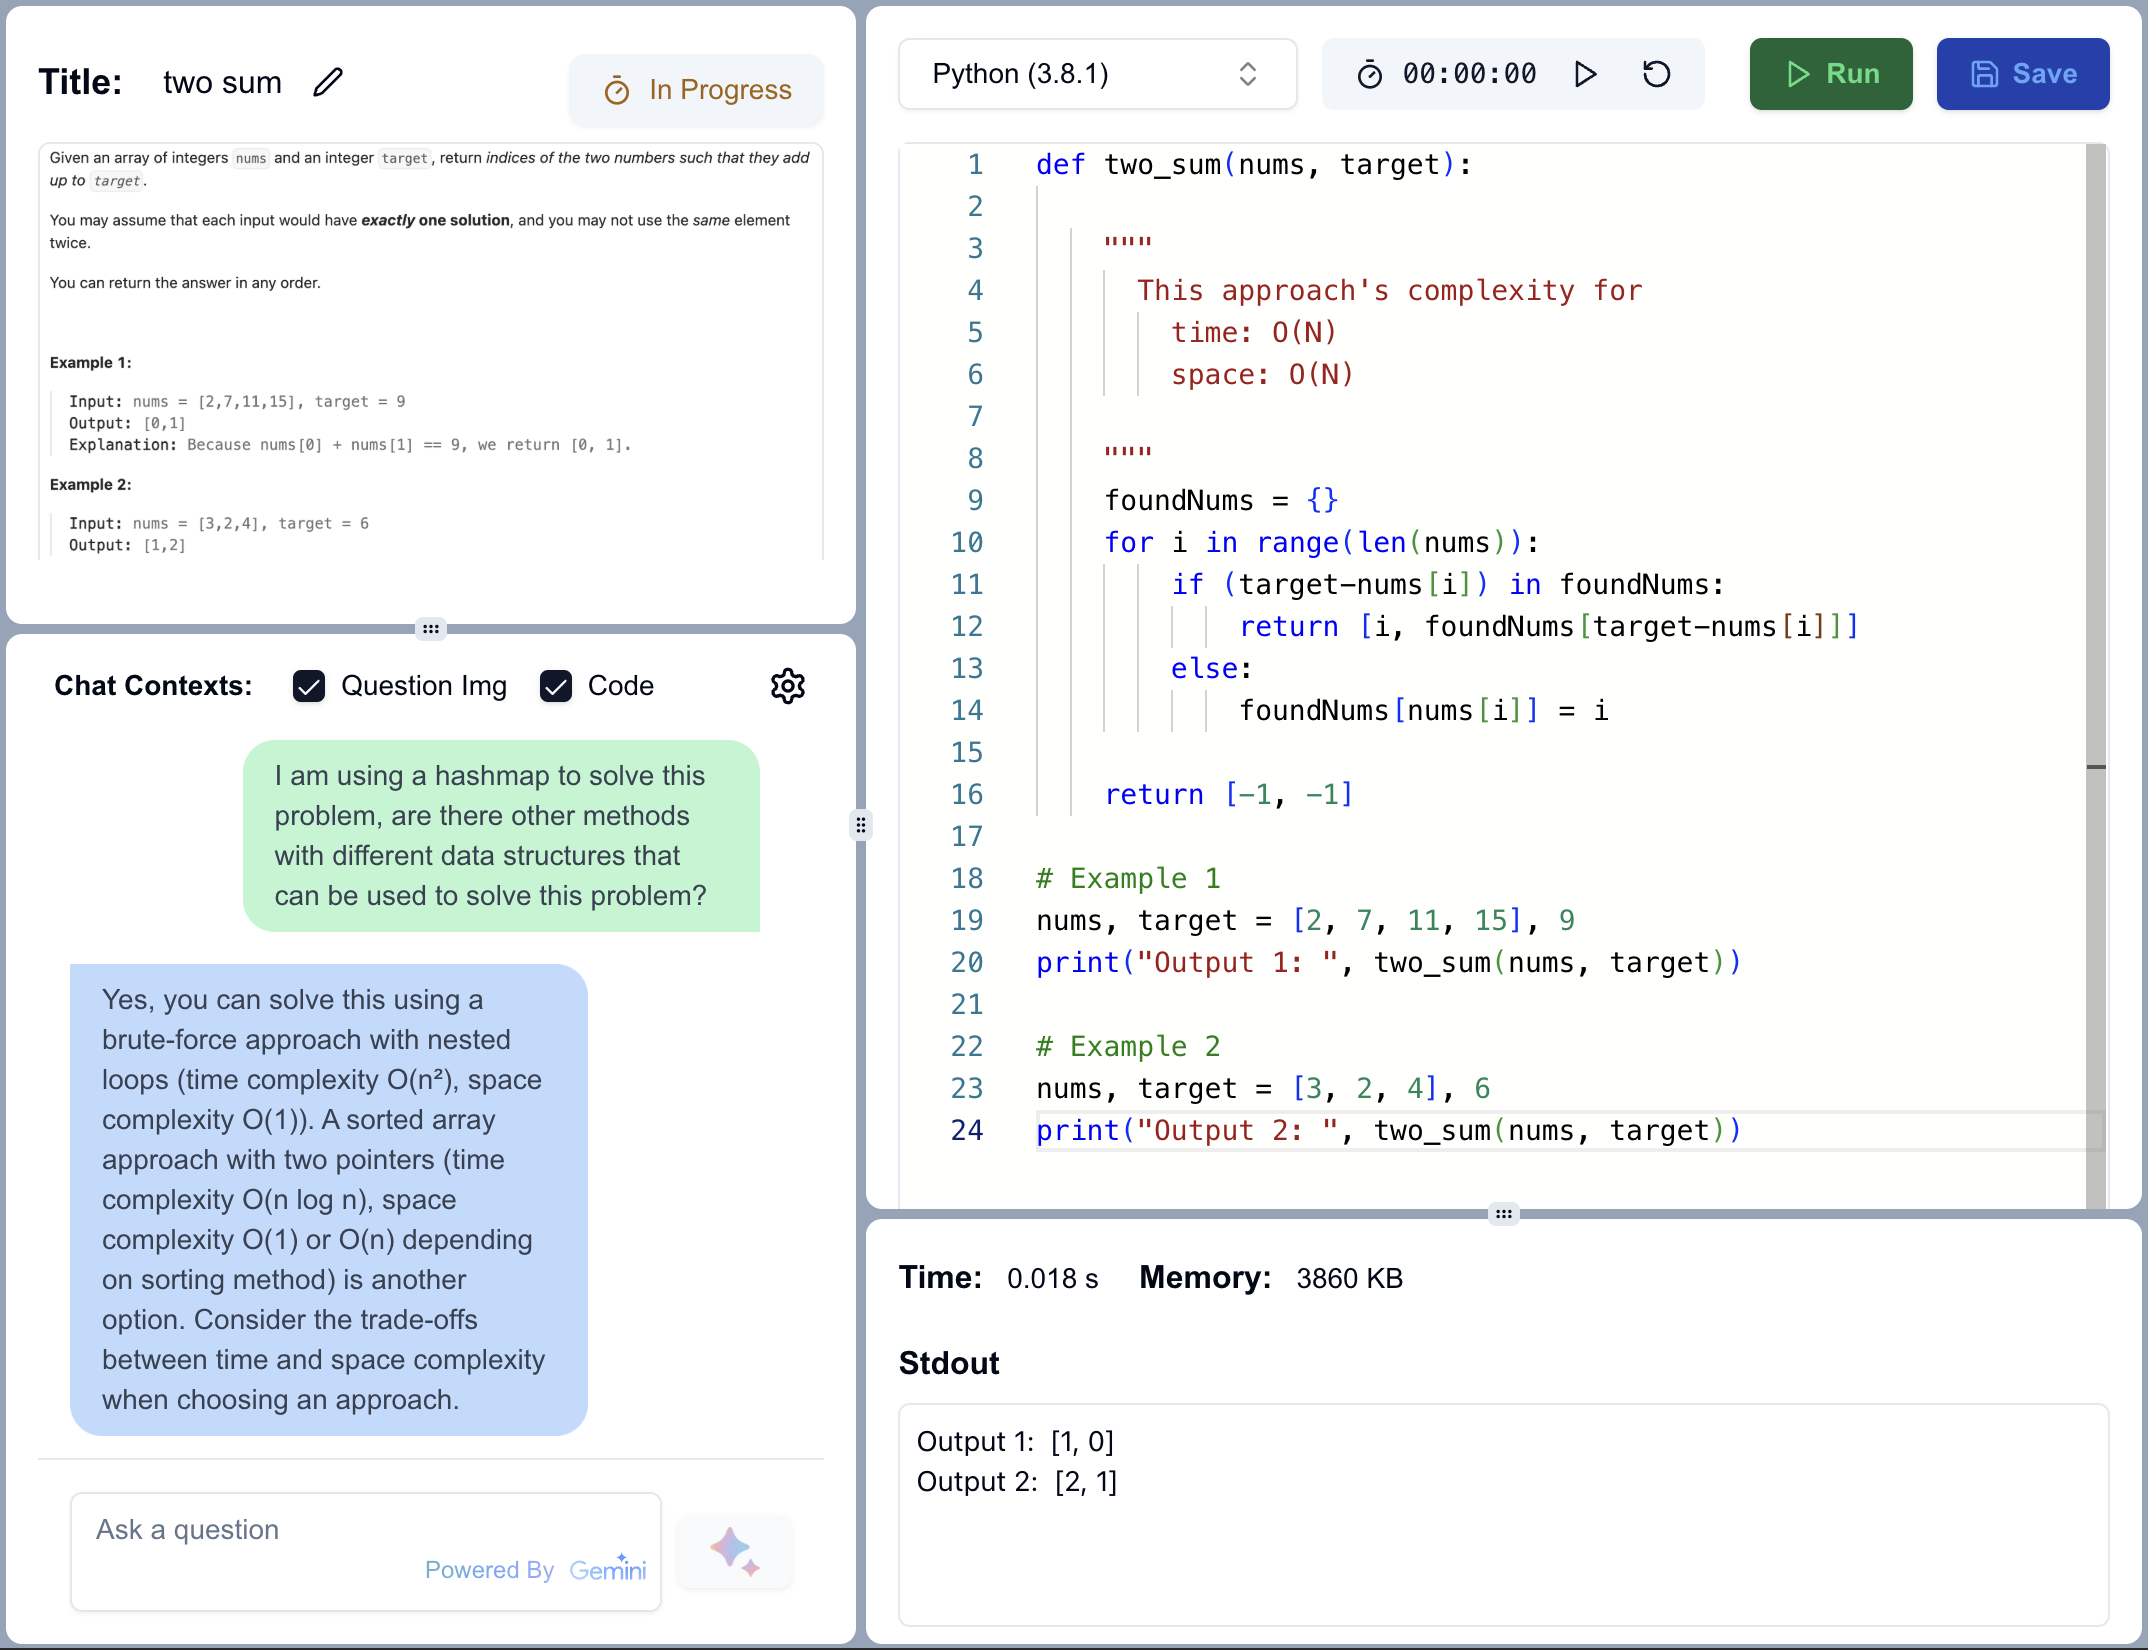 Title: two sum
In Progress
Given an array of integers nums and an integer target, return indices of the two numbers such that they add
up to target.
You may assume that each input would have exactly one solution, and you may not use the same element
twice.
You can return the answer in any order.
Example 1:
Input: nums = [2,7,11,15], target = 9
Output: [0,1]
Explanation: Because nums[0] + nums[1] == 9, we return [0, 1].
Example 2:
Input: nums = [3,2,4], target = 6
Output: [1,2]
Chat Contexts: Question Img Code
I am using a hashmap to solve this
problem, are there other methods
with different data structures that
can be used to solve this problem?
Yes, you can solve this using a
brute-force approach with nested
loops (time complexity O(n²), space
complexity O(1)). A sorted array
approach with two pointers (time
complexity O(n log n), space
complexity O(1) or O(n) depending
on sorting method) is another
option. Consider the trade-offs
between time and space complexity
when choosing an approach.
Ask a question
Powered By Gemini
Python (3.8.1)
00:00:00
Run
Save
1 def two_sum(nums, target):
2
3 """
4 This approach's complexity for
5 time: O(N)
6 space: O(N)
7
8 """
9 foundNums = {}
10 for i in range(len(nums)):
11 if (target-nums[i]) in foundNums:
12 return [i, foundNums[target-nums[i]]]
13 else:
14 foundNums[nums[i]] = i
15
16 return [-1, -1]
17
18 # Example 1
19 nums, target = [2, 7, 11, 15], 9
20 print("Output 1: ", two_sum(nums, target))
21
22 # Example 2
23 nums, target = [3, 2, 4], 6
24 print("Output 2: ", two_sum(nums, target))
Time: 0.018 s Memory: 3860 KB
Stdout
Output 1: [1, 0]
Output 2: [2, 1]